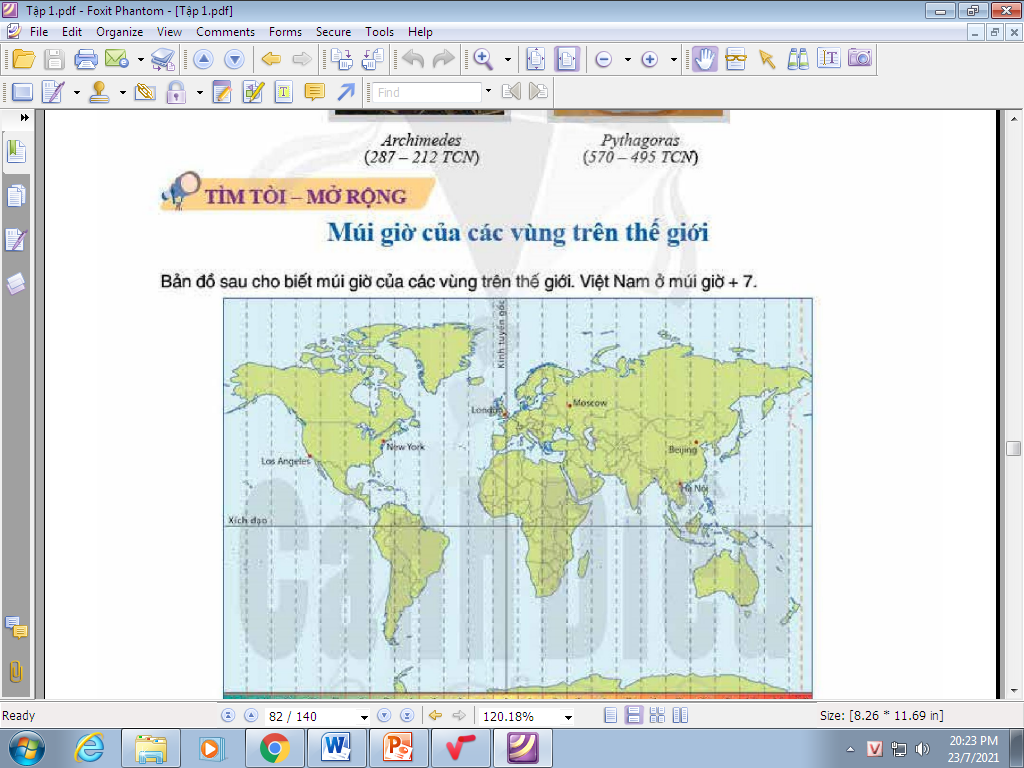 Tập 1.pdf - Foxit Phantom - [Tập 1.pdf]
File Edit Organize View Comments Forms Secure Tools Help
Find
Archimedes
Pythagoras
(287 – 212 TCN)
(570 – 495 TCN)
TÌM TÒI – MỞ RỘNG
Múi giờ của các vùng trên thế giới
Bản đồ sau cho biết múi giờ của các vùng trên thế giới. Việt Nam ở múi giờ + 7.
Kinh tuyến gốc
Moscow
London
New York
Beijing
Los Angeles
Hà Nội
Xích đạo
Cánh Diều
Ready
82 / 140
120.18%
Size: [8.26 * 11.69 in]
20:23 PM
23/7/2021